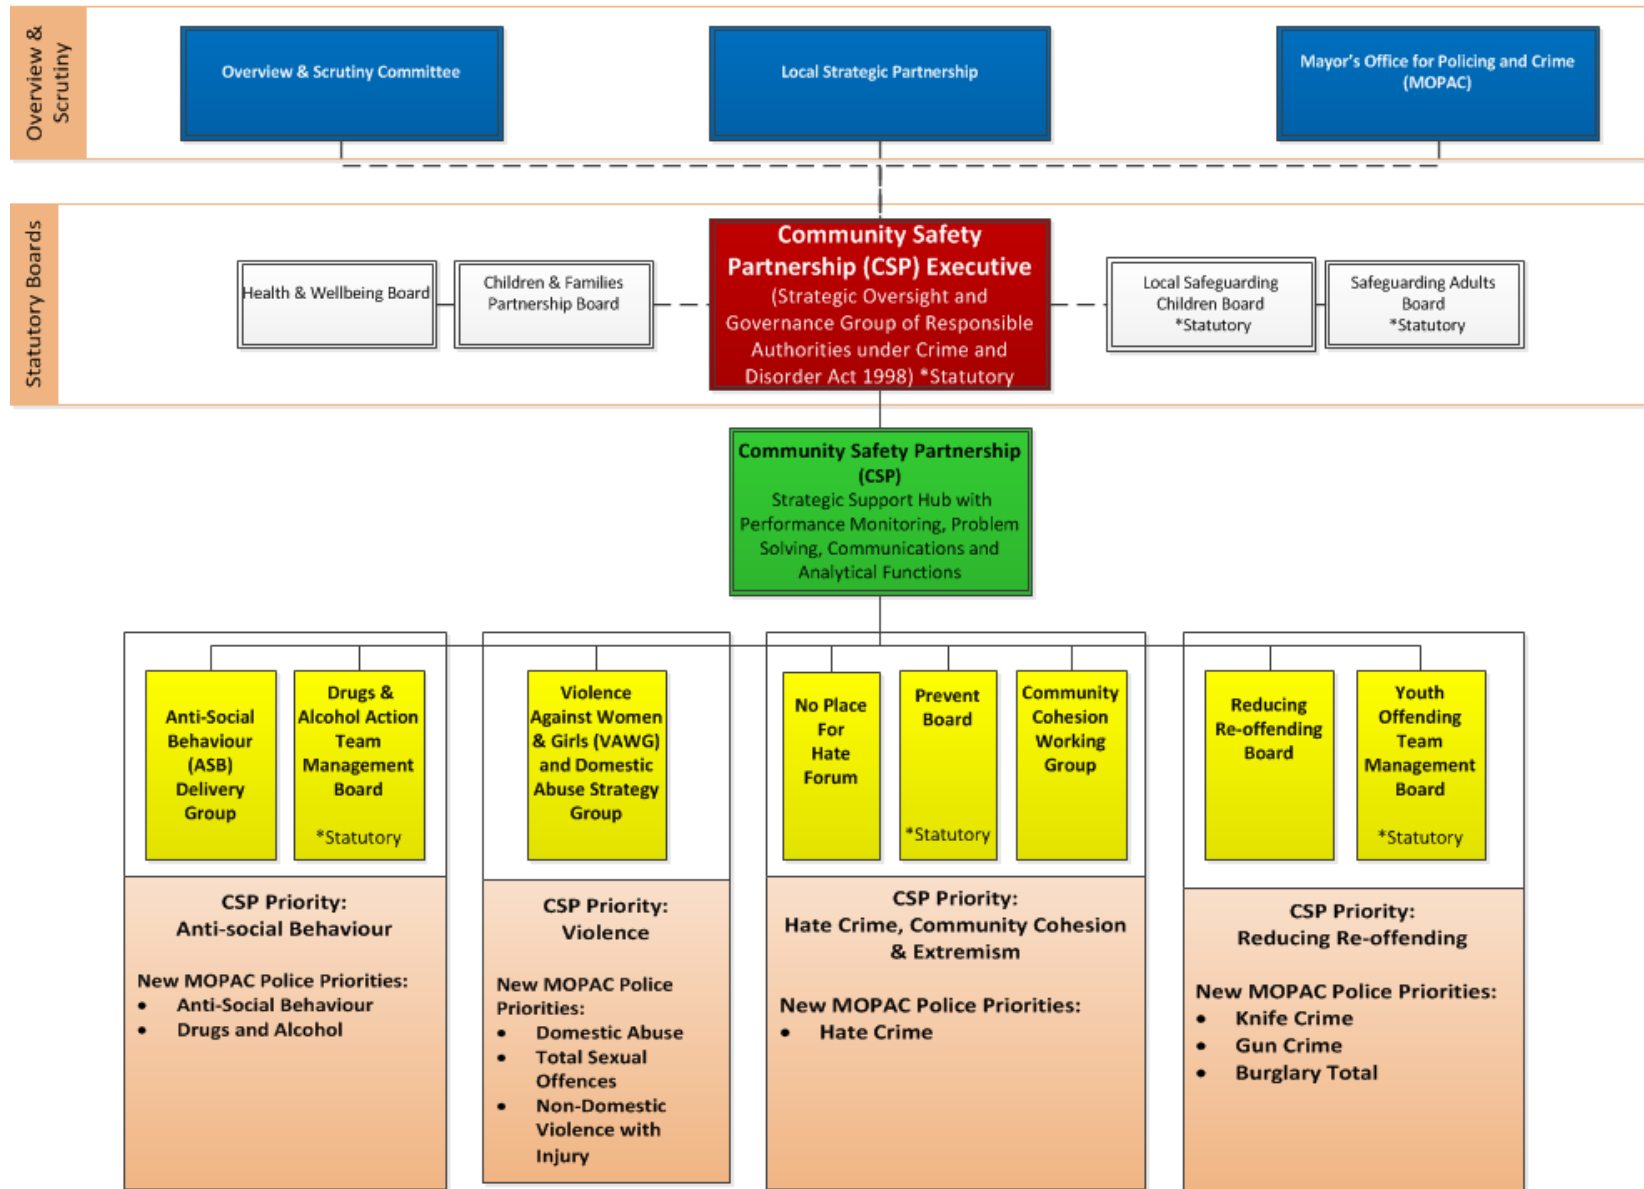 Overview &
Scrutiny
Overview & Scrutiny Committee
Local Strategic Partnership
Mayor's Office for Policing and Crime
(MOPAC)
Statutory Boards
Health & Wellbeing Board
Children & Families
Partnership Board
Community Safety
Partnership (CSP) Executive
(Strategic Oversight and
Governance Group of Responsible
Authorities under Crime and
Disorder Act 1998) *Statutory
Local Safeguarding
Children Board
*Statutory
Safeguarding Adults
Board
*Statutory
Community Safety Partnership
(CSP)
Strategic Support Hub with
Performance Monitoring, Problem
Solving, Communications and
Analytical Functions
Anti-Social
Behaviour
(ASB)
Delivery
Group
Drugs &
Alcohol Action
Team
Management
Board
*Statutory
Violence
Against Women
& Girls (VAWG)
and Domestic
Abuse Strategy
Group
No Place
For
Hate
Forum
Prevent
Board
*Statutory
Community
Cohesion
Working
Group
Reducing
Re-offending
Board
Youth
Offending
Team
Management
Board
*Statutory
CSP Priority:
Anti-social Behaviour
New MOPAC Police Priorities:
• Anti-Social Behaviour
• Drugs and Alcohol
CSP Priority:
Violence
New MOPAC Police
Priorities:
• Domestic Abuse
• Total Sexual
Offences
• Non-Domestic
Violence with
Injury
CSP Priority:
Hate Crime, Community Cohesion
& Extremism
New MOPAC Police Priorities:
• Hate Crime
CSP Priority:
Reducing Re-offending
New MOPAC Police Priorities:
• Knife Crime
• Gun Crime
• Burglary Total